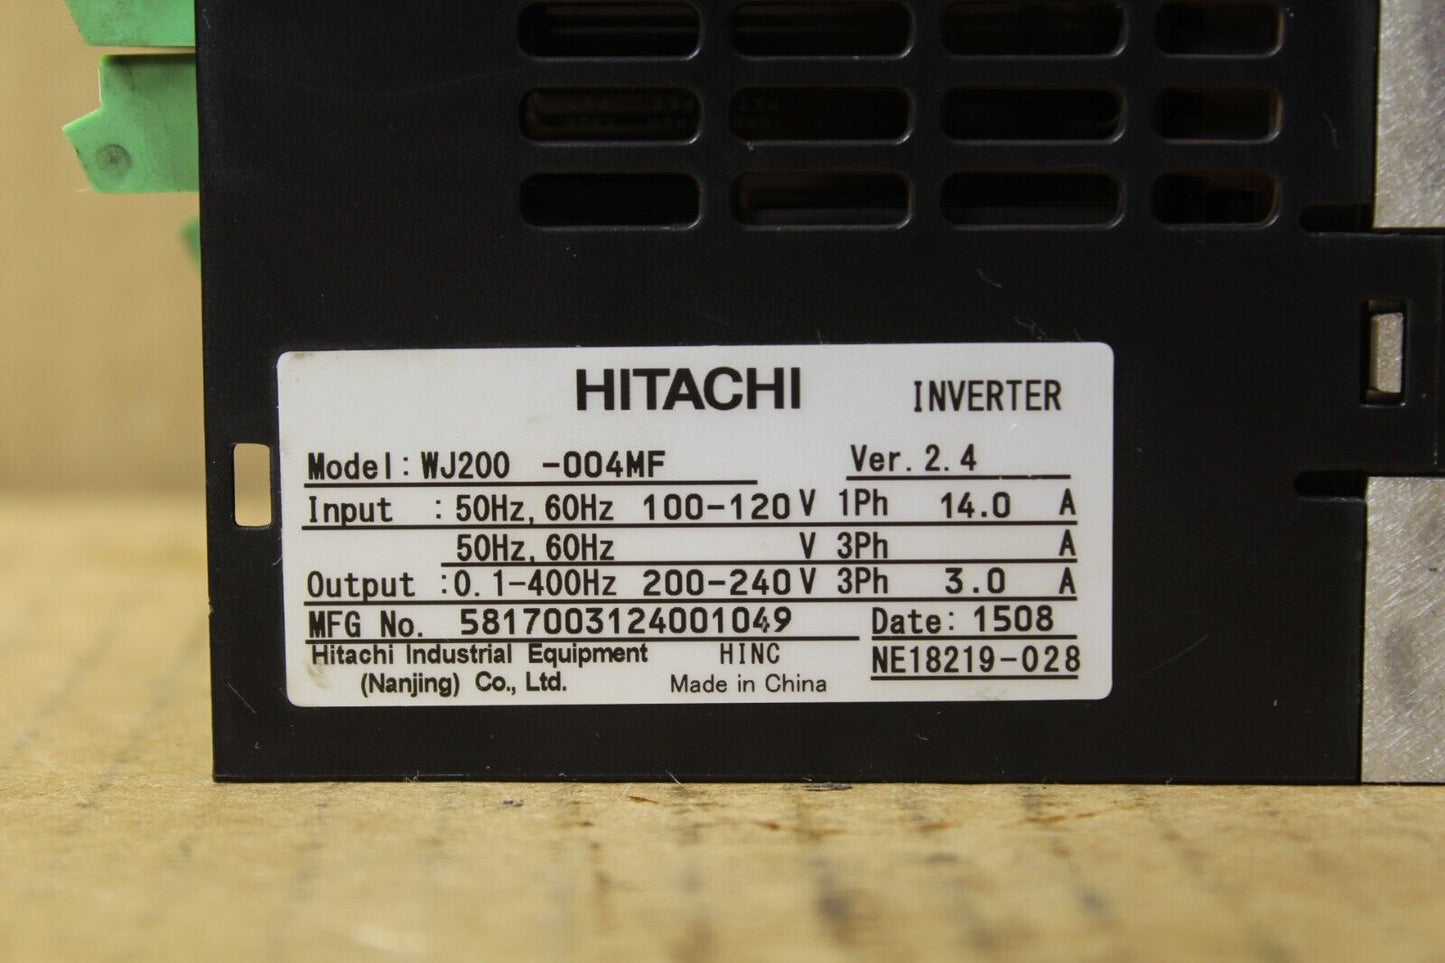 HITACHI INVERTER
Model: WJ200 -004MF Ver. 2.4
Input : 50Hz, 60Hz 100-120 V 1Ph 14.0 A
50Hz, 60Hz V 3Ph A
Output : 0.1-400Hz 200-240 V 3Ph 3.0 A
MFG No. 5817003124001049 Date: 1508
Hitachi Industrial Equipment HINC NE18219-028
(Nanjing) Co., Ltd. Made in China